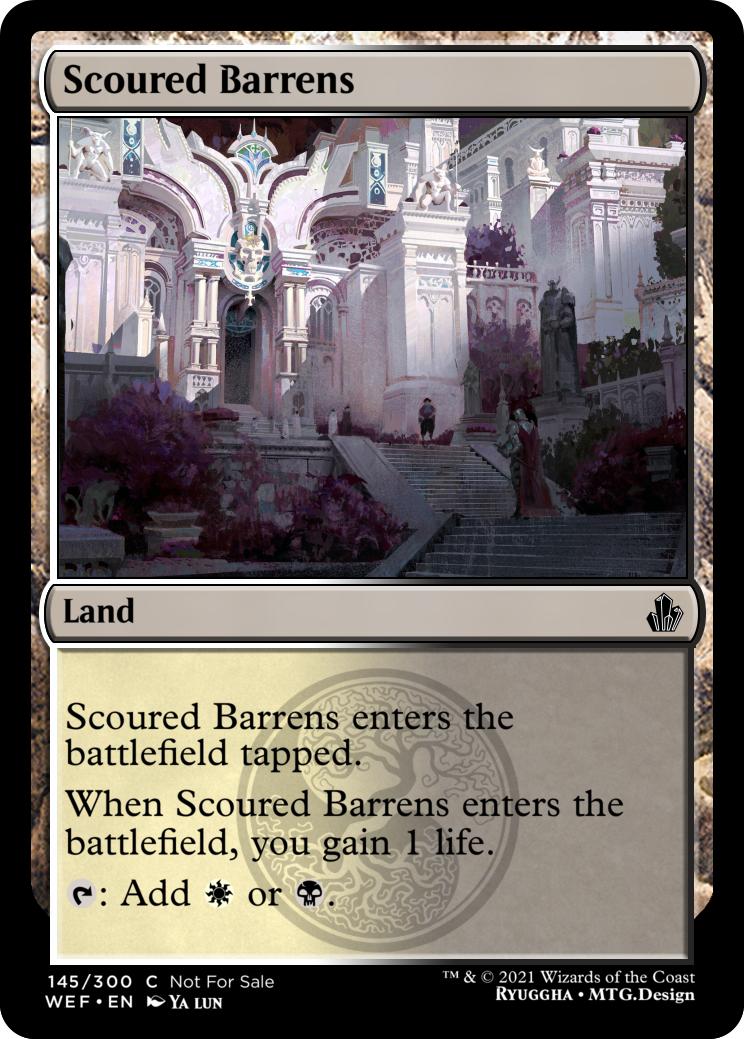 Scoured Barrens
Land
Scoured Barrens enters the
battlefield tapped.
When Scoured Barrens enters the
battlefield, you gain 1 life.
: Add or .
145/300 C Not For Sale
WEF • EN YA LUN
™ & © 2021 Wizards of the Coast
RYUGGHA • MTG.Design